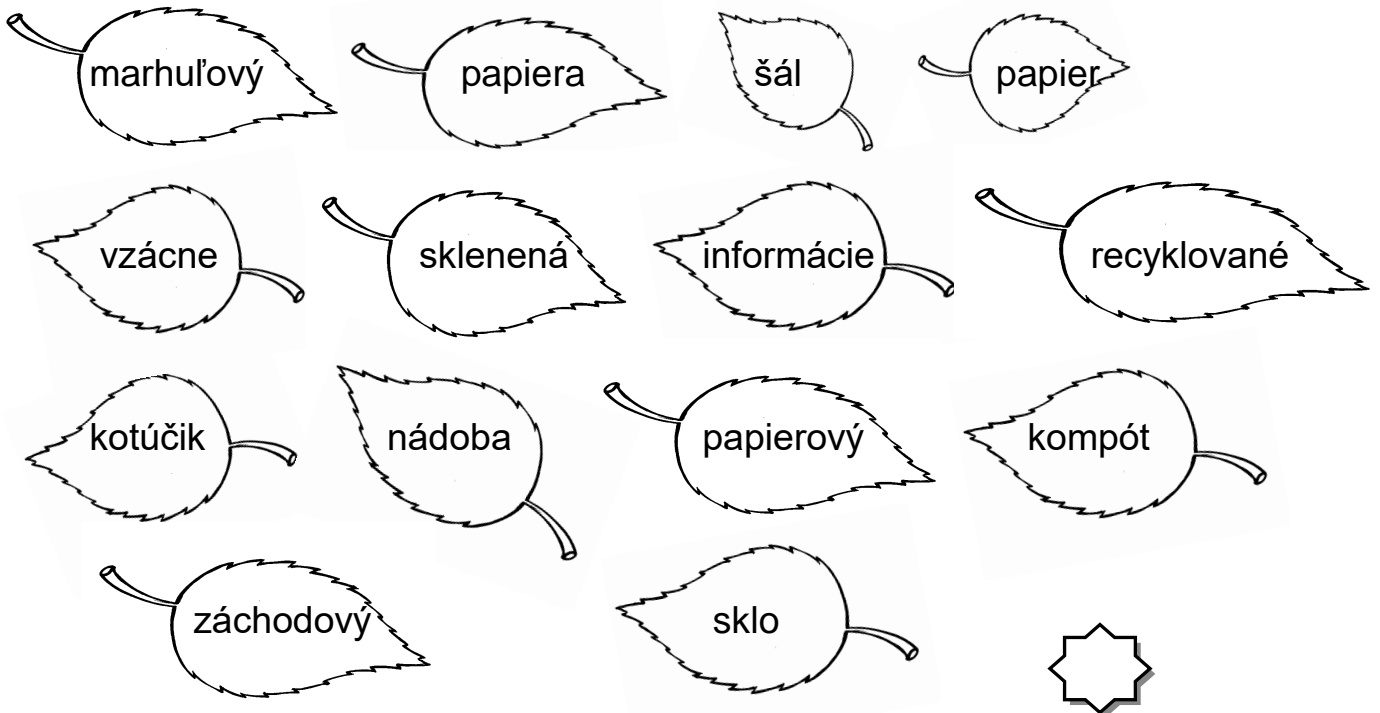 marhuľový papiera šál papier
vzácne sklenená informácie recyklované
kotúčik nádoba papierový kompót
záchodový sklo